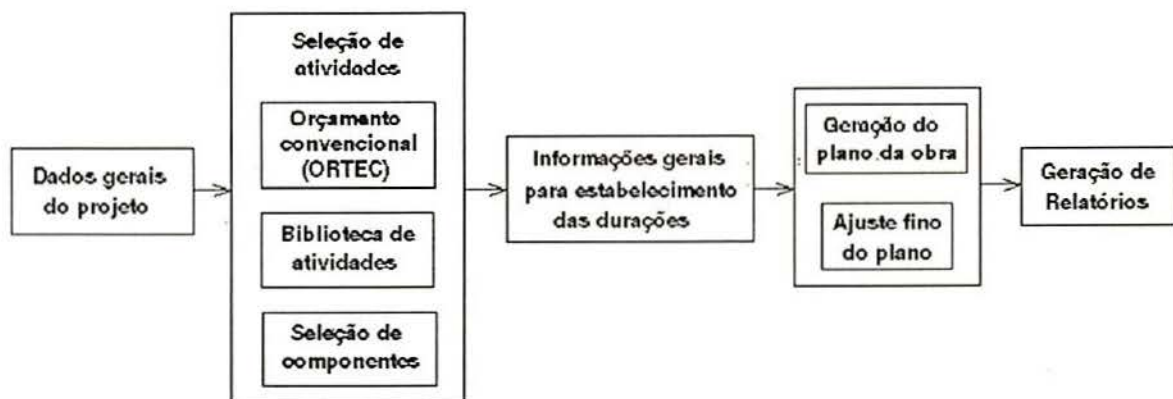 Dados gerais
do projeto
Seleção de
atividades
Orçamento
convencional
(ORTEC)
Biblioteca de
atividades
Seleção de
componentes
Informações gerais
para estabelecimento
das durações
Geração do
plano da obra
Ajuste fino
do plano
Geração de
Relatórios